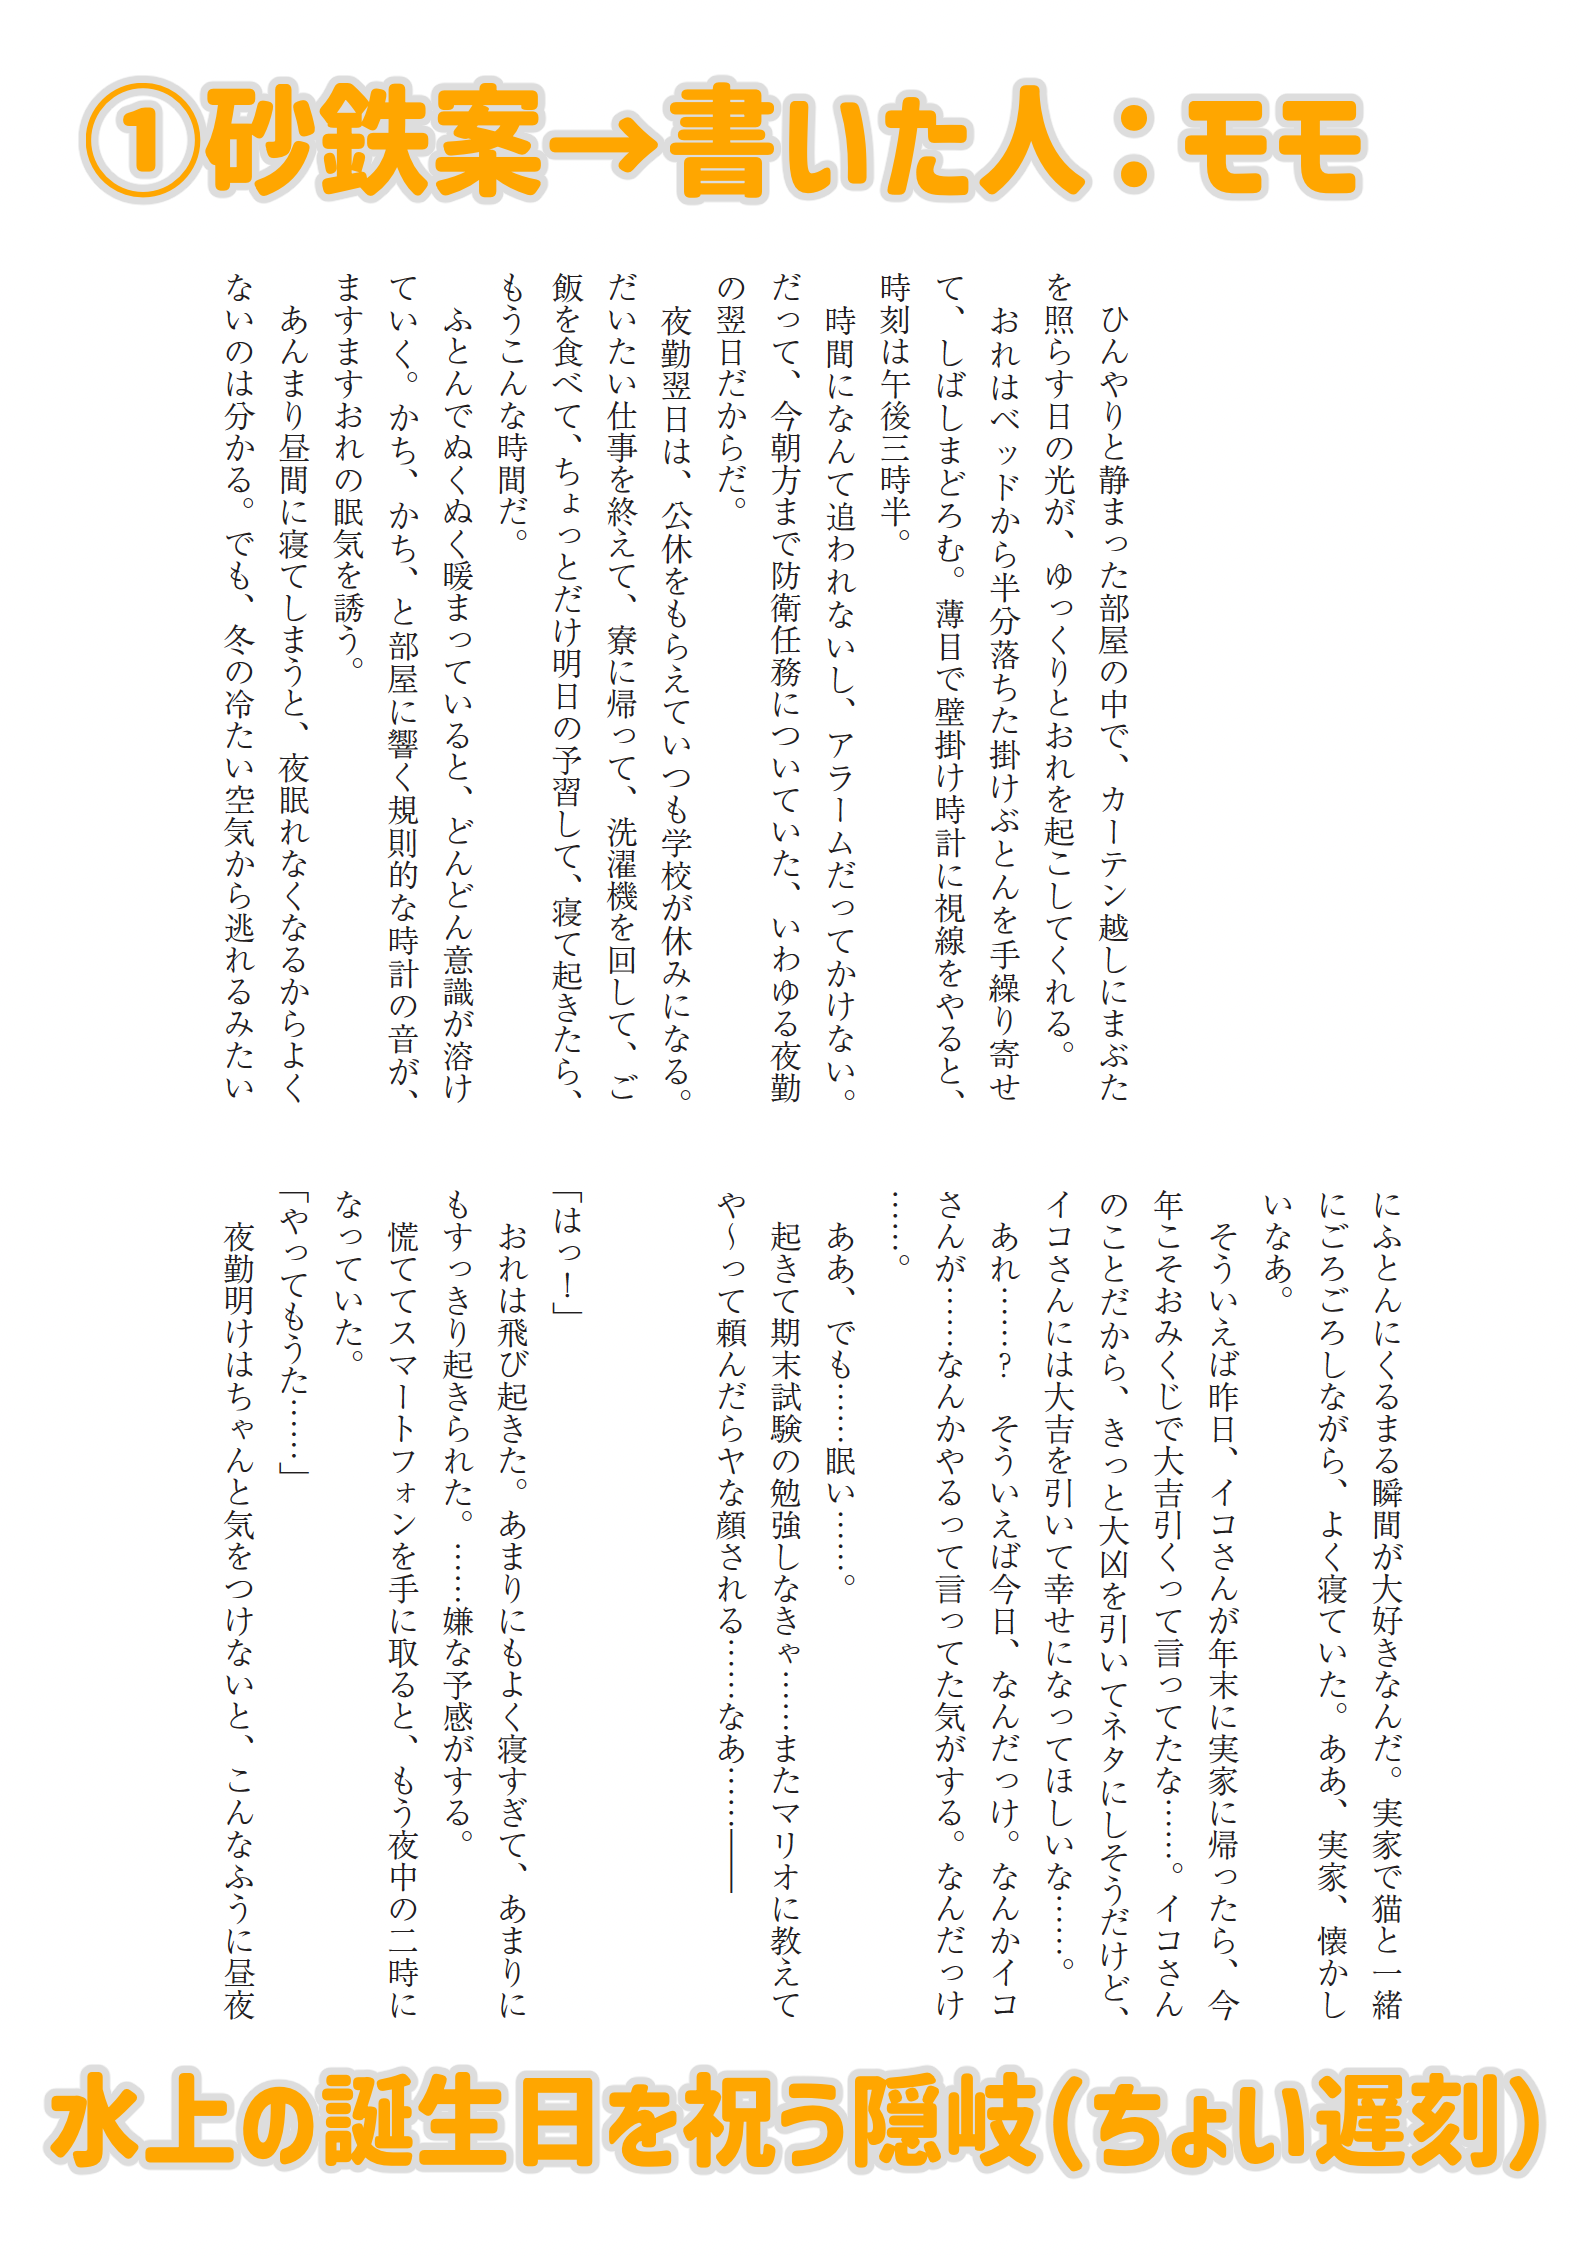 ①砂鉄案→書いた人：モモ
　ひんやりと静まった部屋の中で、カーテン越しにまぶた
を照らす日の光が、ゆっくりとおれを起こしてくれる。
　おれはベッドから半分落ちた掛けぶとんを手繰り寄せ
て、しばしまどろむ。薄目で壁掛け時計に視線をやると、
時刻は午後三時半。
　時間になんて追われないし、アラームだってかけない。
だって、今朝方まで防衛任務についていた、いわゆる夜勤
の翌日だからだ。
　夜勤翌日は、公休をもらえていつも学校が休みになる。
だいたい仕事を終えて、寮に帰って、洗濯機を回して、ご
飯を食べて、ちょっとだけ明日の予習して、寝て起きたら、
もうこんな時間だ。
　ふとんでぬくぬく暖まっていると、どんどん意識が溶け
ていく。かち、かち、と部屋に響く規則的な時計の音が、
ますますおれの眠気を誘う。
　あんまり昼間に寝てしまうと、夜眠れなくなるからよく
ないのは分かる。でも、冬の冷たい空気から逃れるみたい
にふとんにくるまる瞬間が大好きなんだ。実家で猫と一緒
にごろごろしながら、よく寝ていた。ああ、実家、懐かし
いなあ。
　そういえば昨日、イコさんが年末に実家に帰ったら、今
年こそおみくじで大吉引くって言ってたな……。イコさん
のことだから、きっと大凶を引いてネタにしそうだけど、
イコさんには大吉を引いて幸せになってほしいな……。
　あれ……？　そういえば今日、なんだっけ。なんかイコ
さんが……なんかやるって言ってた気がする。なんだっけ
……。
　ああ、でも……眠い……。
　起きて期末試験の勉強しなきゃ……またマリオに教えて
や〜って頼んだらヤな顔される……なあ……――
「はっ！」
　おれは飛び起きた。あまりにもよく寝すぎて、あまりに
もすっきり起きられた。……嫌な予感がする。
　慌ててスマートフォンを手に取ると、もう夜中の二時に
なっていた。
「やってもうた……」
　夜勤明けはちゃんと気をつけないと、こんなふうに昼夜
水上の誕生日を祝う隠岐（ちょい遅刻）